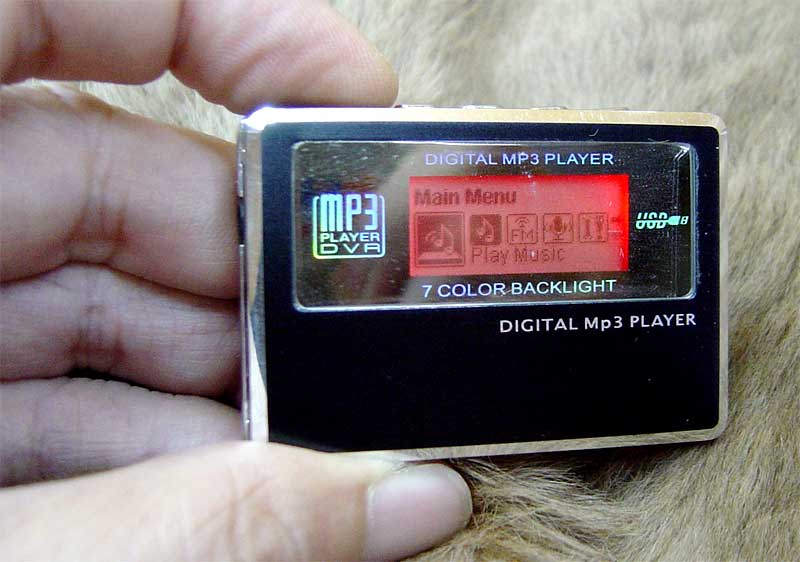 DIGITAL MP3 PLAYER
MP3
PLAYER
DVR
Main Menu
FM
Play Music
USB
7 COLOR BACKLIGHT
DIGITAL Mp3 PLAYER